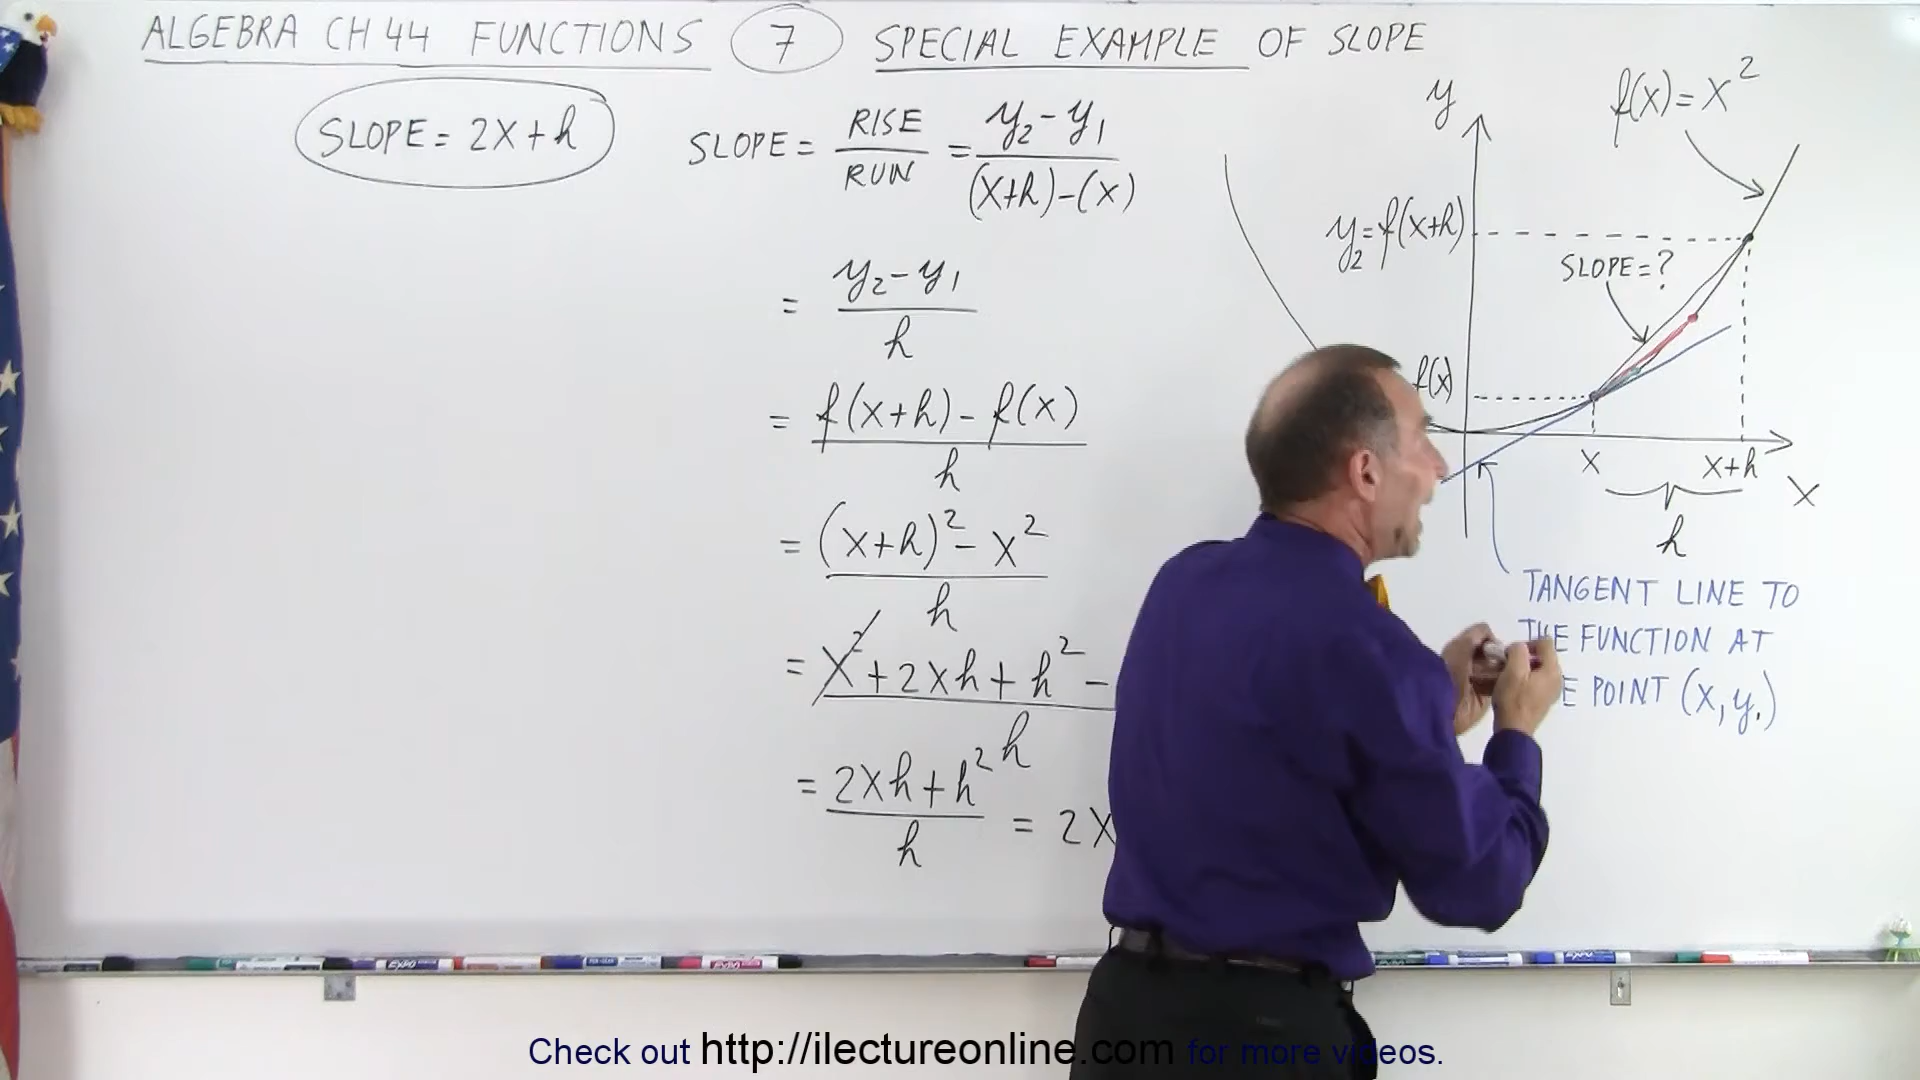 ALGEBRA CH 44 FUNCTIONS 7 SPECIAL EXAMPLE OF SLOPE
SLOPE = 2X+h
SLOPE = RISE/RUN = y₂-y₁/(X+h)-(X)
= y₂-y₁/h
= f(X+h)-f(X)/h
= (X+h)²-X²/h
= X²+2Xh+h²-/h
= 2Xh+h²/h = 2X
y
f(X)=X²
y₂=f(X+h)
SLOPE=?
f(X)
X X+h
X
h
TANGENT LINE TO
THE FUNCTION AT
POINT (X,y₁)
EXPO
Check out http://ilectureonline.com for more videos.